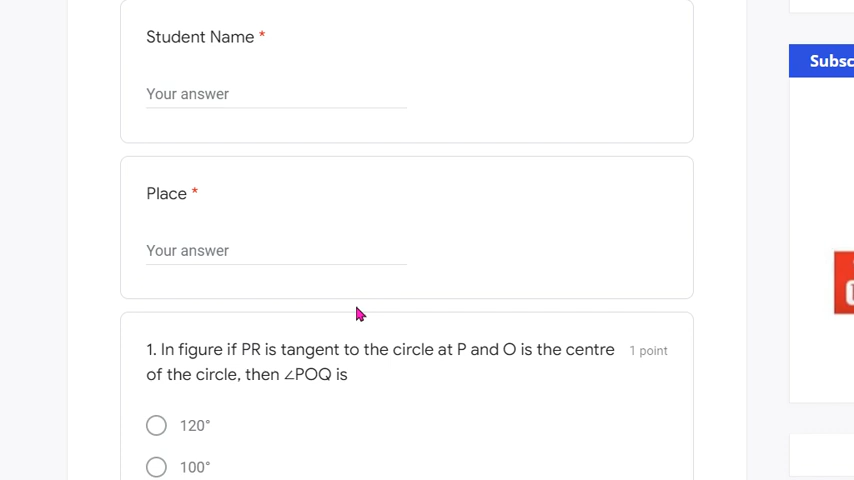 Student Name *
Your answer
Subsc
Place *
Your answer
1. In figure if PR is tangent to the circle at P and O is the centre
1 point
of the circle, then ∠POQ is
120°
100°